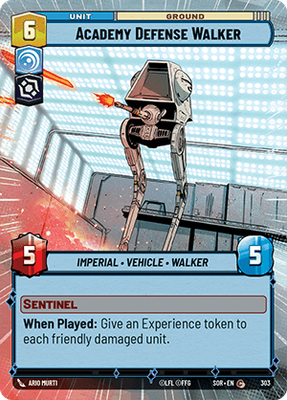 UNIT
GROUND
6
ACADEMY DEFENSE WALKER
5
IMPERIAL • VEHICLE • WALKER
5
SENTINEL
When Played: Give an Experience token to
each friendly damaged unit.
ARIO MURTI
©LFL ©FFG
SOR • EN
303